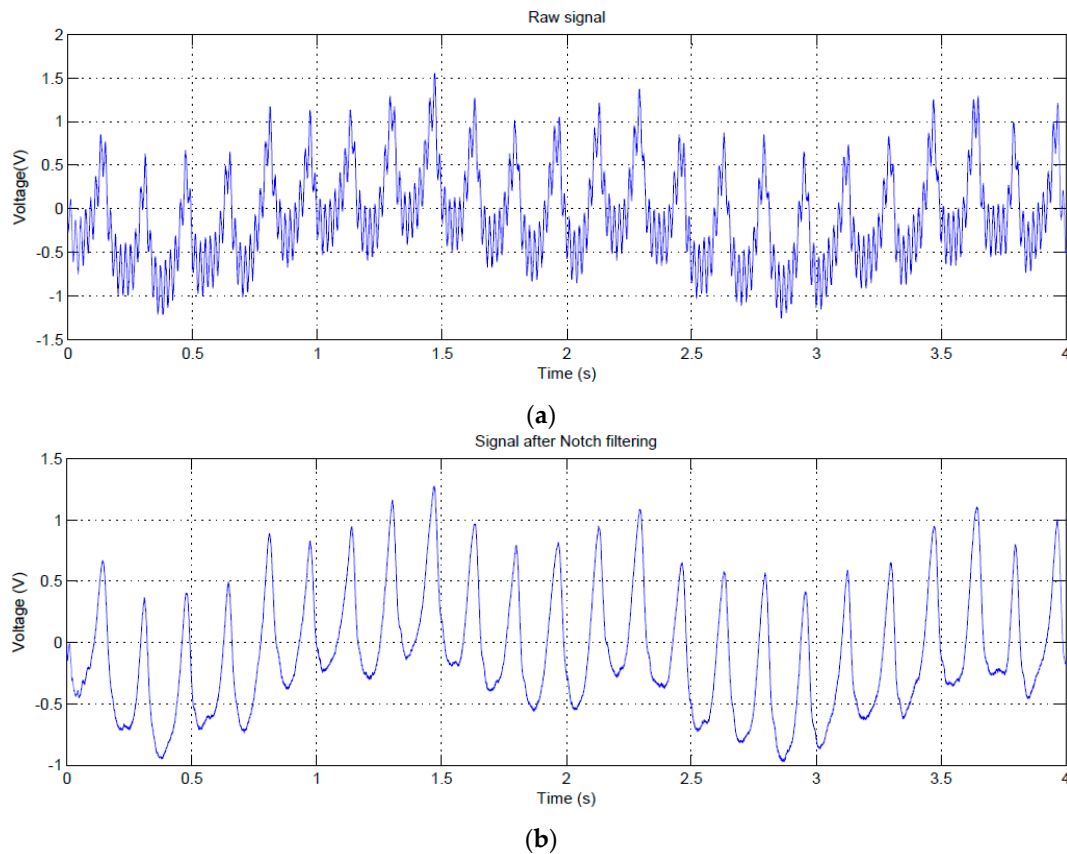 Raw signal
2
1.5
1
0.5
0
-0.5
-1
-1.5
Voltage(V)
0 0.5 1 1.5 2 2.5 3 3.5 4
Time (s)
(a)
Signal after Notch filtering
1.5
1
0.5
0
-0.5
-1
Voltage (V)
0 0.5 1 1.5 2 2.5 3 3.5 4
Time (s)
(b)